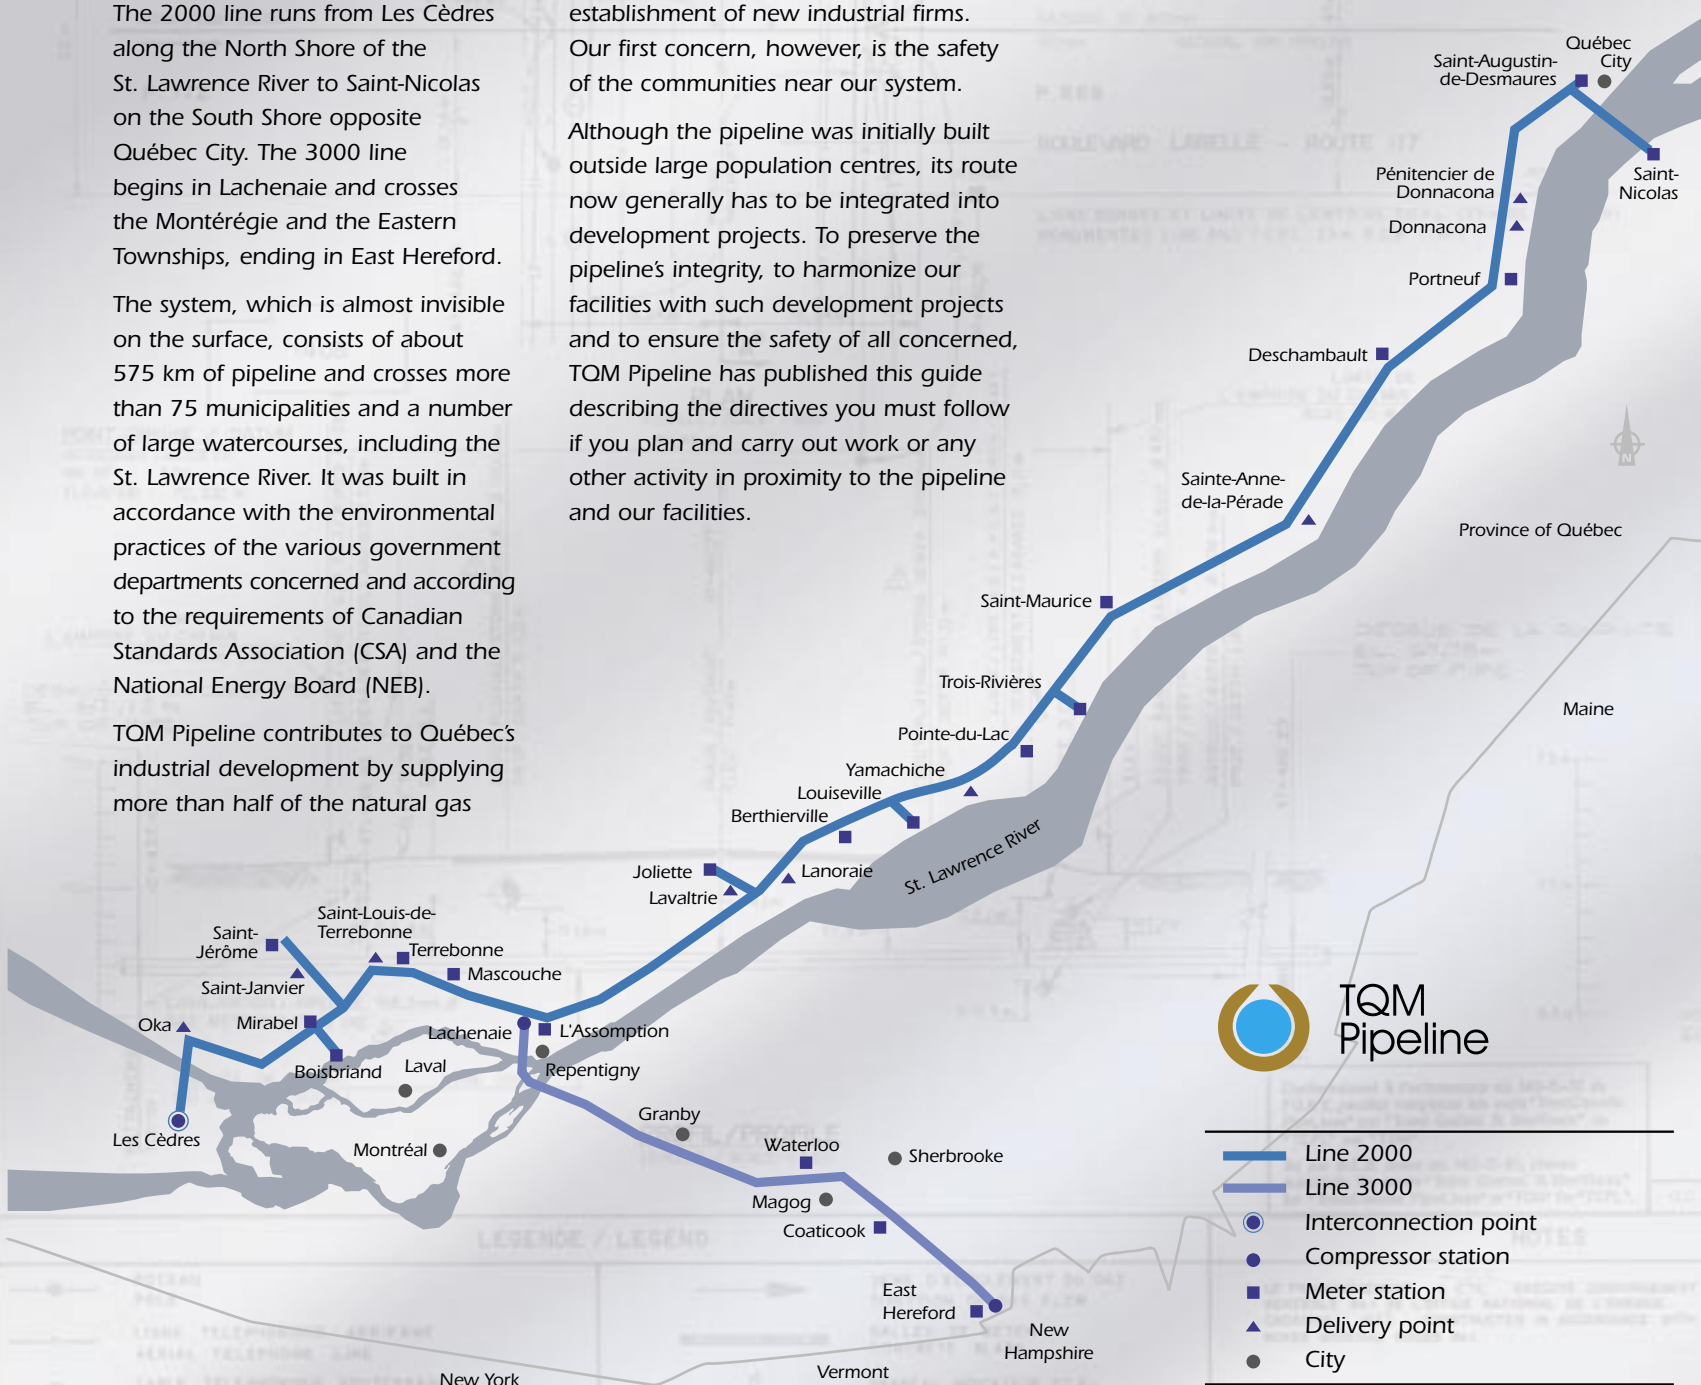 The 2000 line runs from Les Cèdres
along the North Shore of the
St. Lawrence River to Saint-Nicolas
on the South Shore opposite
Québec City. The 3000 line
begins in Lachenaie and crosses
the Montérégie and the Eastern
Townships, ending in East Hereford.
The system, which is almost invisible
on the surface, consists of about
575 km of pipeline and crosses more
than 75 municipalities and a number
of large watercourses, including the
St. Lawrence River. It was built in
accordance with the environmental
practices of the various government
departments concerned and according
to the requirements of Canadian
Standards Association (CSA) and the
National Energy Board (NEB).
TQM Pipeline contributes to Québec's
industrial development by supplying
more than half of the natural gas
establishment of new industrial firms.
Our first concern, however, is the safety
of the communities near our system.
Although the pipeline was initially built
outside large population centres, its route
now generally has to be integrated into
development projects. To preserve the
pipeline's integrity, to harmonize our
facilities with such development projects
and to ensure the safety of all concerned,
TQM Pipeline has published this guide
describing the directives you must follow
if you plan and carry out work or any
other activity in proximity to the pipeline
and our facilities.
Québec
City
Saint-Augustin-
de-Desmaures
Saint-
Nicolas
Pénitencier de
Donnacona
Donnacona
Portneuf
Deschambault
Sainte-Anne-
de-la-Pérade
N
Province of Québec
Saint-Maurice
Trois-Rivières
Maine
Pointe-du-Lac
Yamachiche
Louiseville
Berthierville
St. Lawrence River
Joliette
Lanoraie
Lavaltrie
Saint-Louis-de-
Terrebonne
Saint-
Jérôme
Terrebonne
Mascouche
Saint-Janvier
Oka
Mirabel
Lachenaie
L'Assomption
Boisbriand
Laval
Repentigny
Les Cèdres
Montréal
Granby
Waterloo
Sherbrooke
Magog
Coaticook
East
Hereford
New
Hampshire
Vermont
New York
TQM
Pipeline
Line 2000
Line 3000
Interconnection point
Compressor station
Meter station
Delivery point
City
BOULEVARD LABELLE - ROUTE 117
PLAN
PROFIL/PROFILE
LEGENDE / LEGEND
NOTES